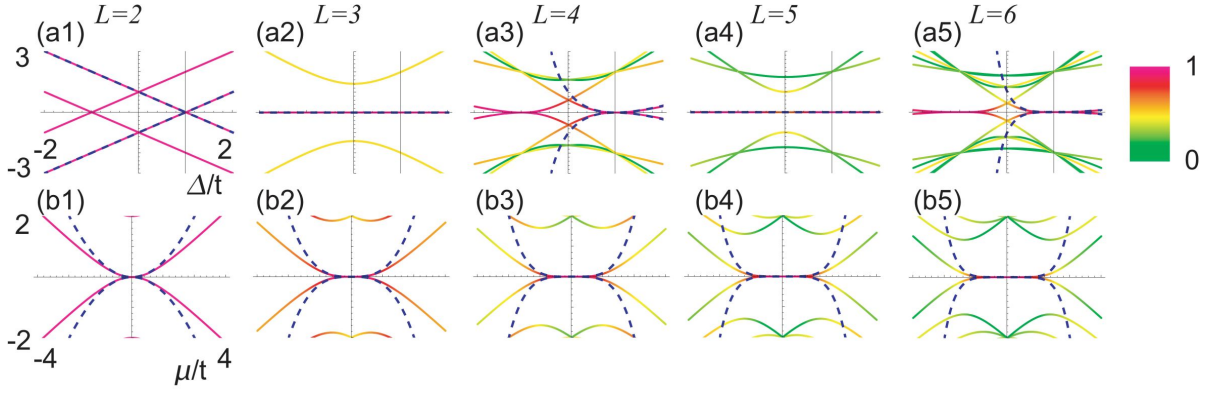 L=2 L=3 L=4 L=5 L=6
(a1) (a2) (a3) (a4) (a5)
3 1
-2 2
-3 0
Δ/t
(b1) (b2) (b3) (b4) (b5)
2
-2
-4 4
μ/t